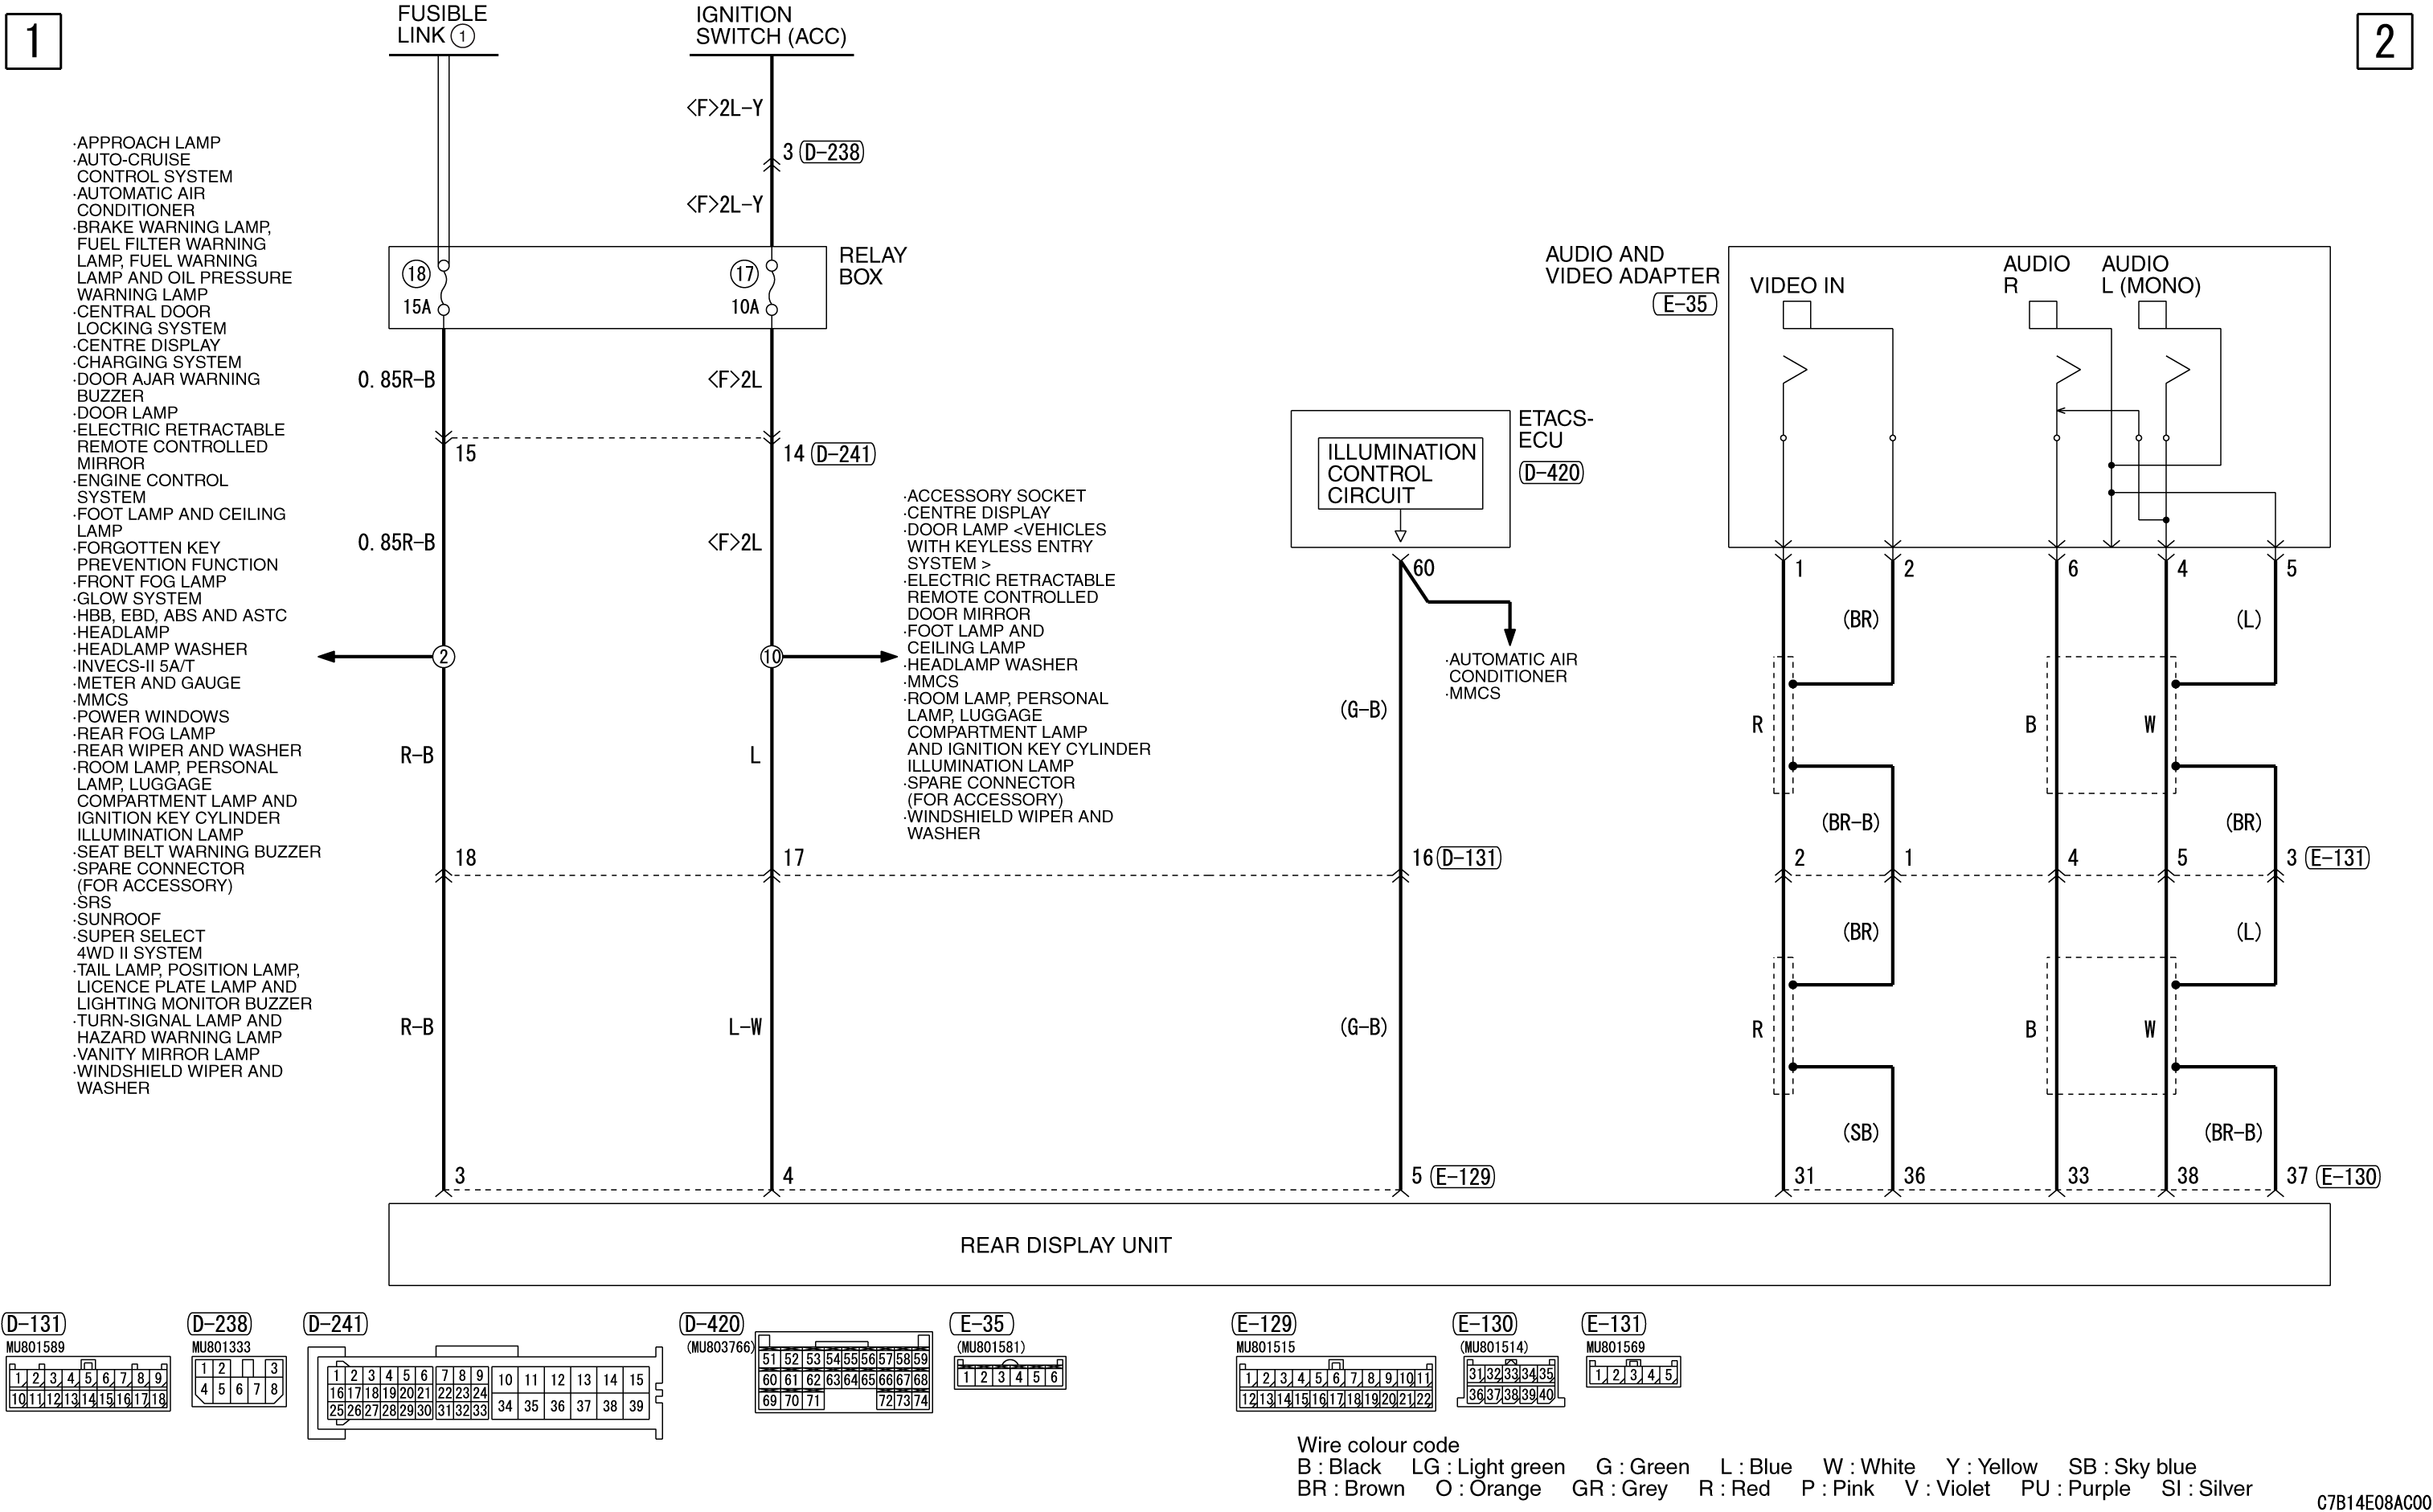 1
2
FUSIBLE
LINK 1
IGNITION
SWITCH (ACC)
<F>2L-Y
3 D-238
<F>2L-Y
RELAY
BOX
18
15A
17
10A
0.85R-B
<F>2L
15
14 D-241
0.85R-B
<F>2L
2
10
R-B
L
18
17
16 D-131
R-B
L-W
(G-B)
(G-B)
3
4
5 E-129
·APPROACH LAMP
·AUTO-CRUISE
CONTROL SYSTEM
·AUTOMATIC AIR
CONDITIONER
·BRAKE WARNING LAMP,
FUEL FILTER WARNING
LAMP, FUEL WARNING
LAMP AND OIL PRESSURE
WARNING LAMP
·CENTRAL DOOR
LOCKING SYSTEM
·CENTRE DISPLAY
·CHARGING SYSTEM
·DOOR AJAR WARNING
BUZZER
·DOOR LAMP
·ELECTRIC RETRACTABLE
REMOTE CONTROLLED
MIRROR
·ENGINE CONTROL
SYSTEM
·FOOT LAMP AND CEILING
LAMP
·FORGOTTEN KEY
PREVENTION FUNCTION
·FRONT FOG LAMP
·GLOW SYSTEM
·HBB, EBD, ABS AND ASTC
·HEADLAMP
·HEADLAMP WASHER
·INVECS-II 5A/T
·METER AND GAUGE
·MMCS
·POWER WINDOWS
·REAR FOG LAMP
·REAR WIPER AND WASHER
·ROOM LAMP, PERSONAL
LAMP, LUGGAGE
COMPARTMENT LAMP AND
IGNITION KEY CYLINDER
ILLUMINATION LAMP
·SEAT BELT WARNING BUZZER
·SPARE CONNECTOR
(FOR ACCESSORY)
·SRS
·SUNROOF
·SUPER SELECT
4WD II SYSTEM
·TAIL LAMP, POSITION LAMP,
LICENCE PLATE LAMP AND
LIGHTING MONITOR BUZZER
·TURN-SIGNAL LAMP AND
HAZARD WARNING LAMP
·VANITY MIRROR LAMP
·WINDSHIELD WIPER AND
WASHER
·ACCESSORY SOCKET
·CENTRE DISPLAY
·DOOR LAMP <VEHICLES
WITH KEYLESS ENTRY
SYSTEM >
·ELECTRIC RETRACTABLE
REMOTE CONTROLLED
DOOR MIRROR
·FOOT LAMP AND
CEILING LAMP
·HEADLAMP WASHER
·MMCS
·ROOM LAMP, PERSONAL
LAMP, LUGGAGE
COMPARTMENT LAMP
AND IGNITION KEY CYLINDER
ILLUMINATION LAMP
·SPARE CONNECTOR
(FOR ACCESSORY)
·WINDSHIELD WIPER AND
WASHER
ETACS-
ECU
D-420
ILLUMINATION
CONTROL
CIRCUIT
60
·AUTOMATIC AIR
CONDITIONER
·MMCS
AUDIO AND
VIDEO ADAPTER
E-35
VIDEO IN
AUDIO
R
AUDIO
L (MONO)
1 2 6 4 5
(BR) (L)
R B W
(BR-B) (BR)
2 1 4 5 3 E-131
(BR) (L)
R B W
(SB) (BR-B)
31 36 33 38 37 E-130
REAR DISPLAY UNIT
D-131
MU801589
1 2 3 4 5 6 7 8 9
10 11 12 13 14 15 16 17 18
D-238
MU801333
1 2 3
4 5 6 7 8
D-241
1 2 3 4 5 6 7 8 9 10 11 12 13 14 15
16 17 18 19 20 21 22 23 24
25 26 27 28 29 30 31 32 33 34 35 36 37 38 39
D-420
(MU803766)
51 52 53 54 55 56 57 58 59
60 61 62 63 64 65 66 67 68
69 70 71 72 73 74
E-35
(MU801581)
1 2 3 4 5 6
E-129
MU801515
1 2 3 4 5 6 7 8 9 10 11
12 13 14 15 16 17 18 19 20 21 22
E-130
(MU801514)
31 32 33 34 35
36 37 38 39 40
E-131
MU801569
1 2 3 4 5
Wire colour code
B : Black LG : Light green G : Green L : Blue W : White Y : Yellow SB : Sky blue
BR : Brown O : Orange GR : Grey R : Red P : Pink V : Violet PU : Purple SI : Silver
C7B14E08AC00